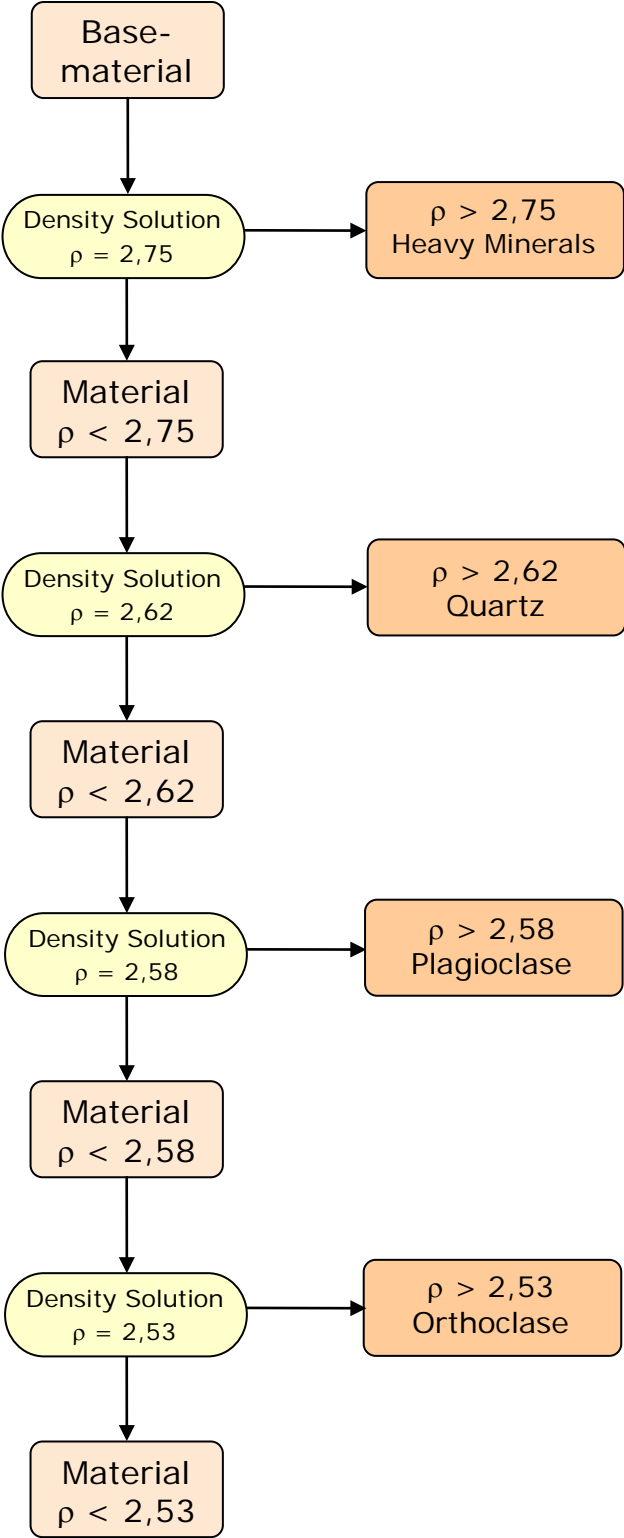 Base-
material
Density Solution
ρ = 2,75
ρ > 2,75
Heavy Minerals
Material
ρ < 2,75
Density Solution
ρ = 2,62
ρ > 2,62
Quartz
Material
ρ < 2,62
Density Solution
ρ = 2,58
ρ > 2,58
Plagioclase
Material
ρ < 2,58
Density Solution
ρ = 2,53
ρ > 2,53
Orthoclase
Material
ρ < 2,53